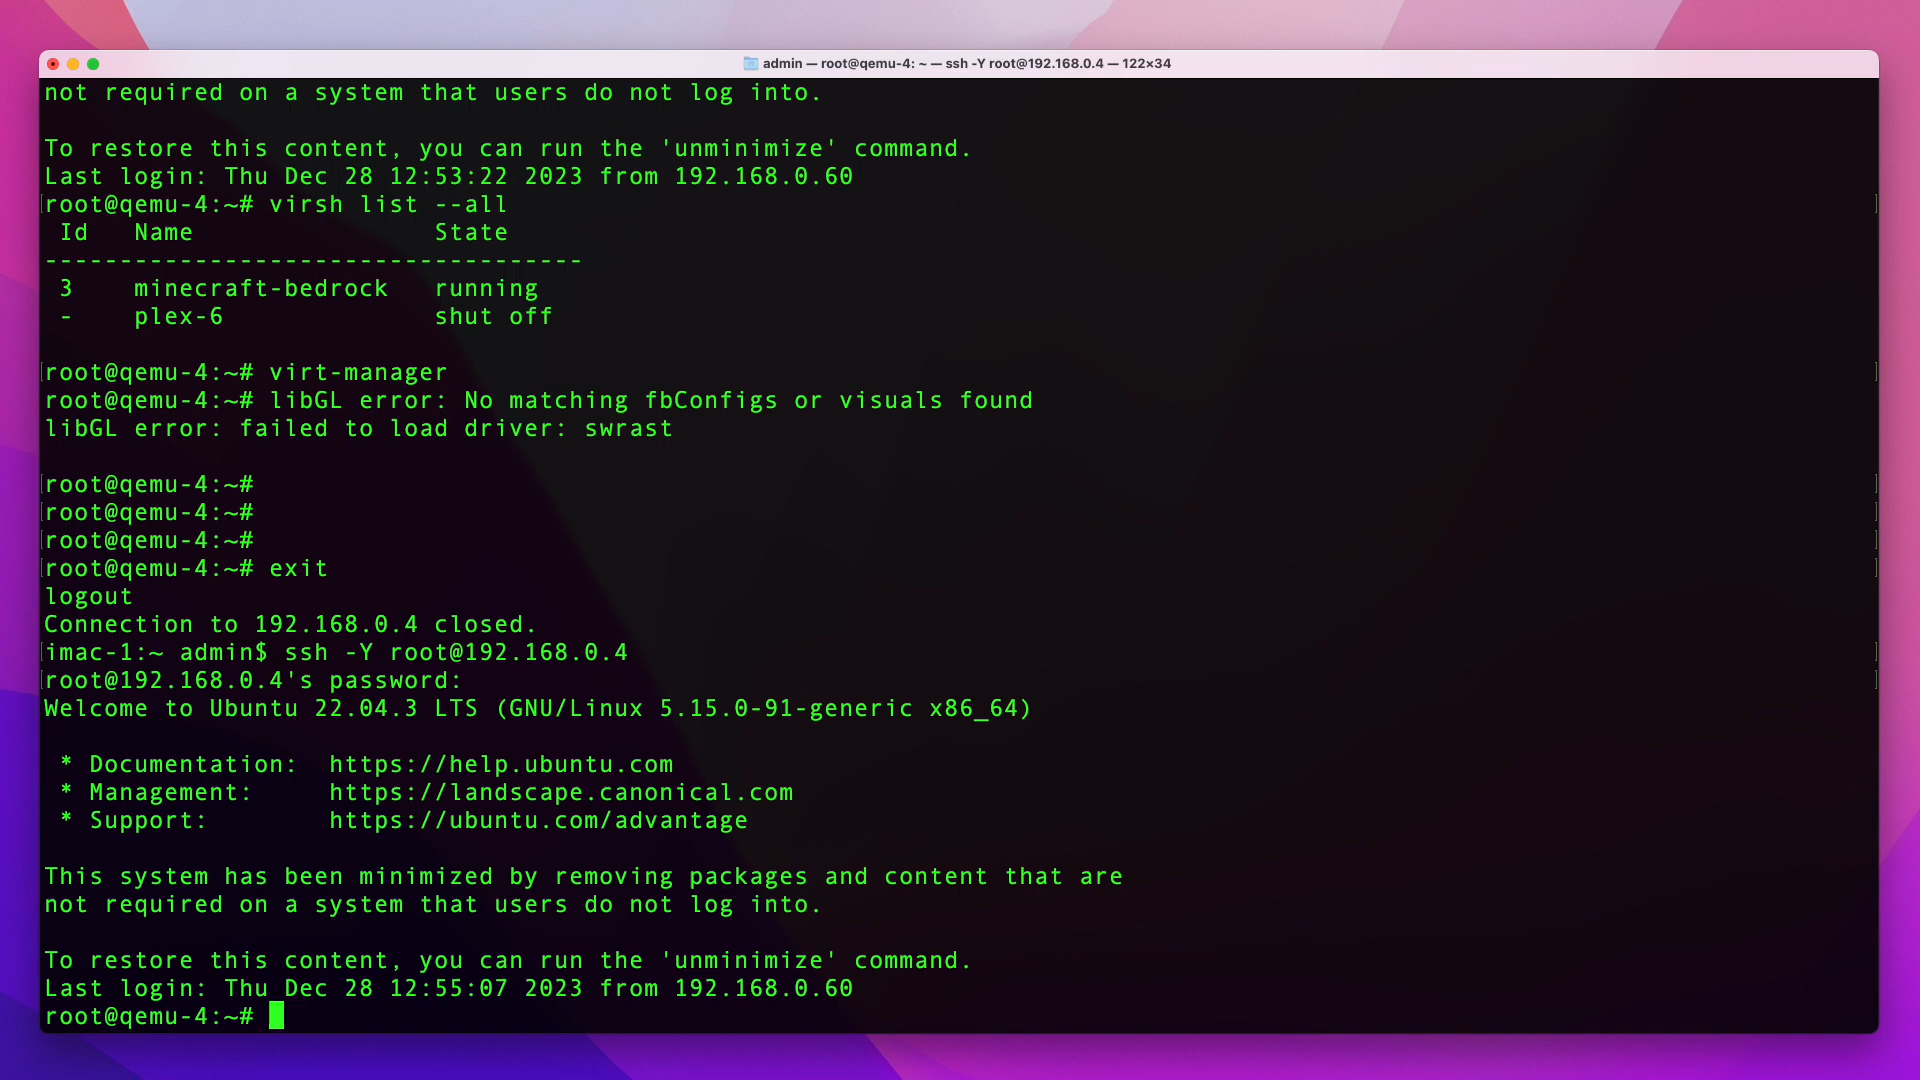 admin — root@qemu-4: ~ — ssh -Y root@192.168.0.4 — 122×34
not required on a system that users do not log into.
To restore this content, you can run the 'unminimize' command.
Last login: Thu Dec 28 12:53:22 2023 from 192.168.0.60
[root@qemu-4:~# virsh list --all ]
 Id   Name                State
------------------------------------
 3    minecraft-bedrock   running
 -    plex-6              shut off
[root@qemu-4:~# virt-manager ]
root@qemu-4:~# libGL error: No matching fbConfigs or visuals found
libGL error: failed to load driver: swrast
[root@qemu-4:~# ]
[root@qemu-4:~# ]
[root@qemu-4:~# ]
[root@qemu-4:~# exit ]
logout
Connection to 192.168.0.4 closed.
[imac-1:~ admin$ ssh -Y root@192.168.0.4 ]
[root@192.168.0.4's password: ]
Welcome to Ubuntu 22.04.3 LTS (GNU/Linux 5.15.0-91-generic x86_64)
 * Documentation:  https://help.ubuntu.com
 * Management:     https://landscape.canonical.com
 * Support:        https://ubuntu.com/advantage
This system has been minimized by removing packages and content that are
not required on a system that users do not log into.
To restore this content, you can run the 'unminimize' command.
Last login: Thu Dec 28 12:55:07 2023 from 192.168.0.60
root@qemu-4:~#